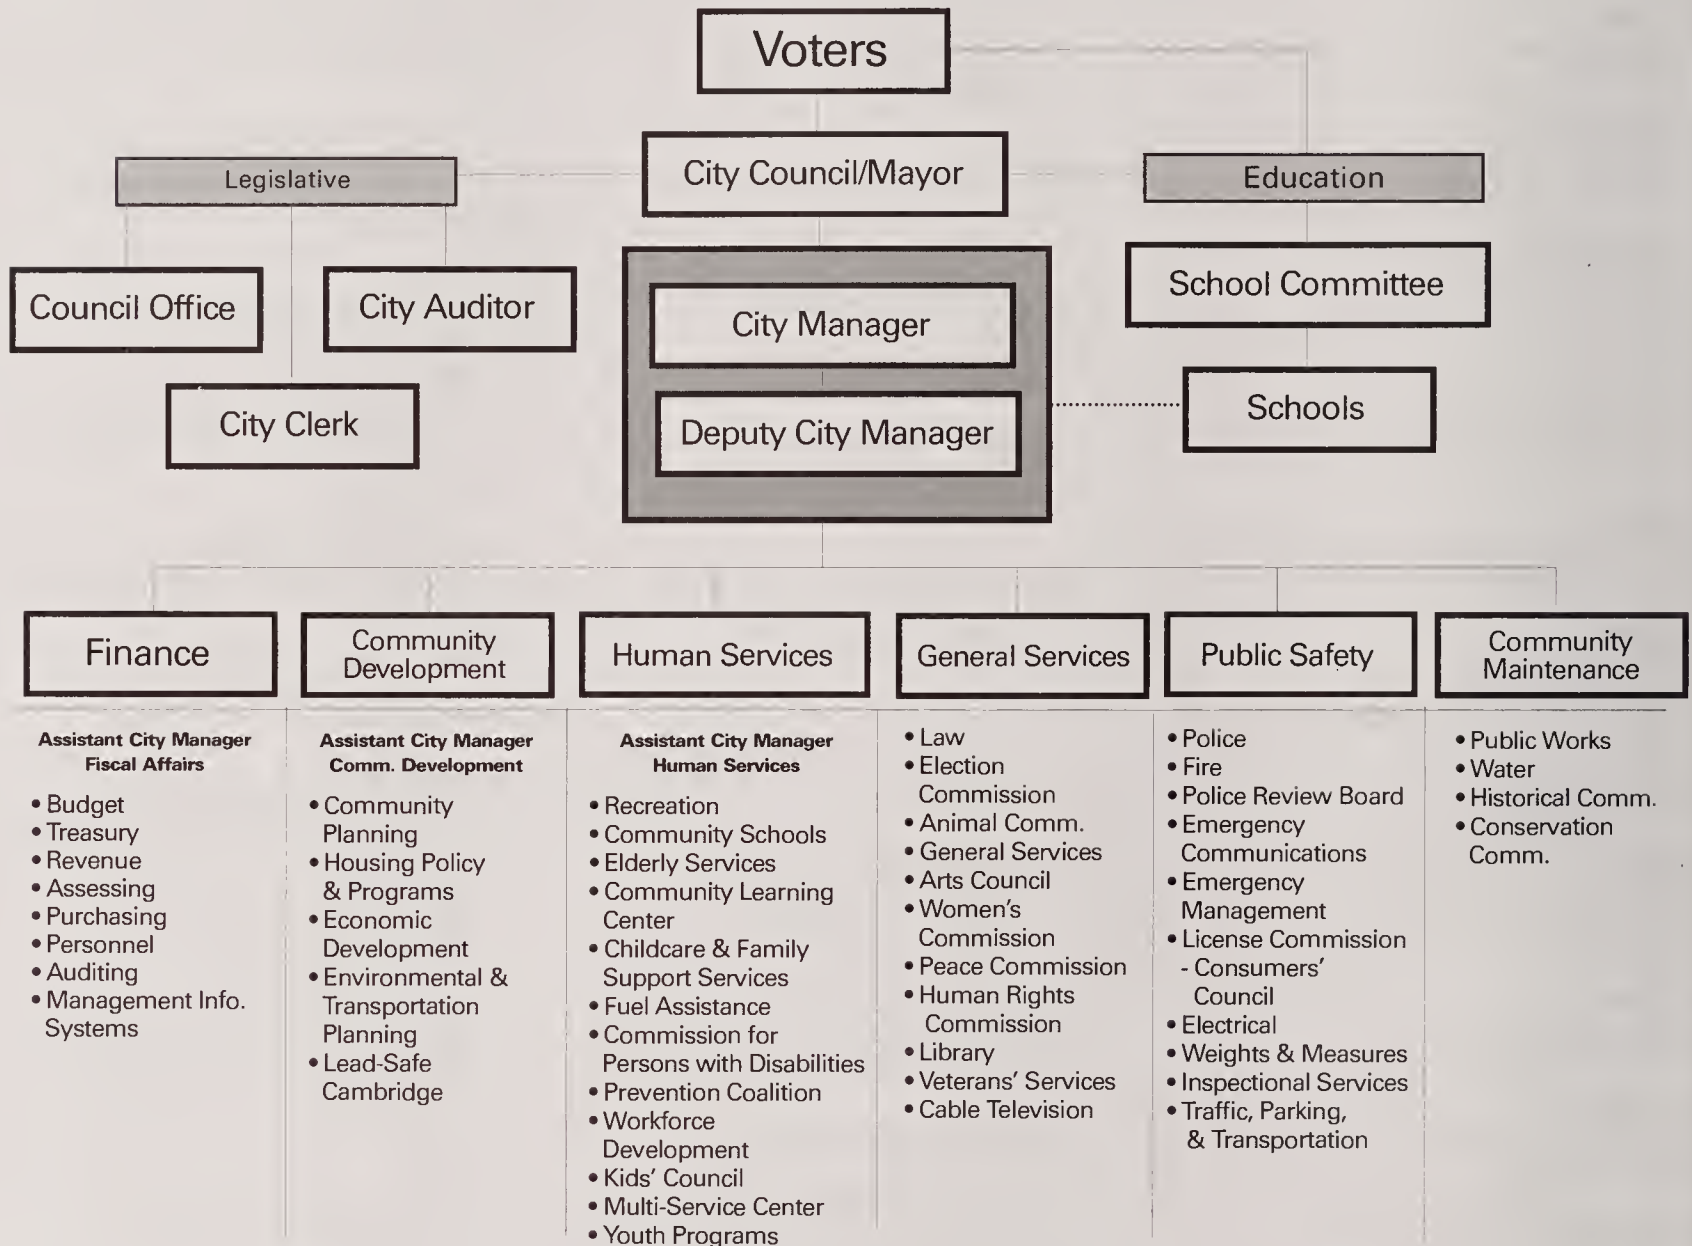 Voters
Legislative
City Council/Mayor
Education
Council Office
City Auditor
City Clerk
City Manager
Deputy City Manager
School Committee
Schools
Finance
Assistant City Manager
Fiscal Affairs
• Budget
• Treasury
• Revenue
• Assessing
• Purchasing
• Personnel
• Auditing
• Management Info.
Systems
Community
Development
Assistant City Manager
Comm. Development
• Community
Planning
• Housing Policy
& Programs
• Economic
Development
• Environmental &
Transportation
Planning
• Lead-Safe
Cambridge
Human Services
Assistant City Manager
Human Services
• Recreation
• Community Schools
• Elderly Services
• Community Learning
Center
• Childcare & Family
Support Services
• Fuel Assistance
• Commission for
Persons with Disabilities
• Prevention Coalition
• Workforce
Development
• Kids' Council
• Multi-Service Center
• Youth Programs
General Services
• Law
• Election
Commission
• Animal Comm.
• General Services
• Arts Council
• Women's
Commission
• Peace Commission
• Human Rights
Commission
• Library
• Veterans' Services
• Cable Television
Public Safety
• Police
• Fire
• Police Review Board
• Emergency
Communications
• Emergency
Management
• License Commission
- Consumers'
Council
• Electrical
• Weights & Measures
• Inspectional Services
• Traffic, Parking,
& Transportation
Community
Maintenance
• Public Works
• Water
• Historical Comm.
• Conservation
Comm.